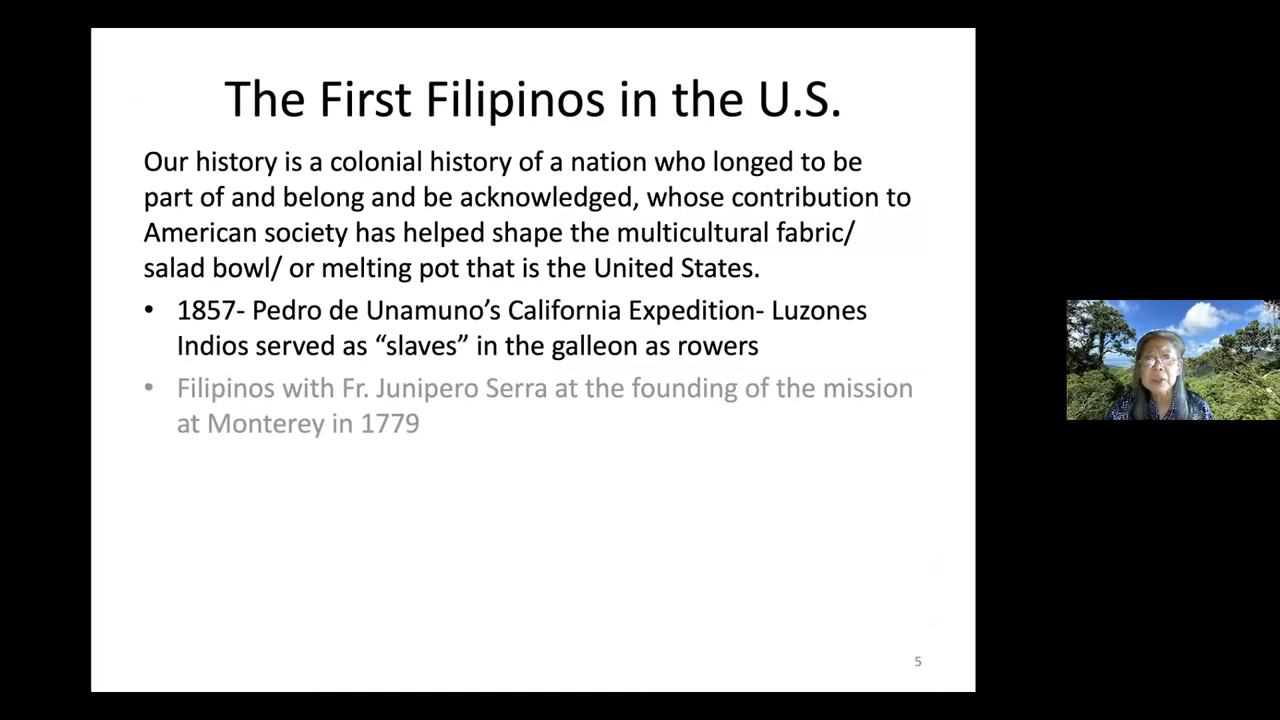 The First Filipinos in the U.S.
Our history is a colonial history of a nation who longed to be
part of and belong and be acknowledged, whose contribution to
American society has helped shape the multicultural fabric/
salad bowl/ or melting pot that is the United States.
• 1857- Pedro de Unamuno’s California Expedition- Luzones
Indios served as “slaves” in the galleon as rowers
• Filipinos with Fr. Junipero Serra at the founding of the mission
at Monterey in 1779
5